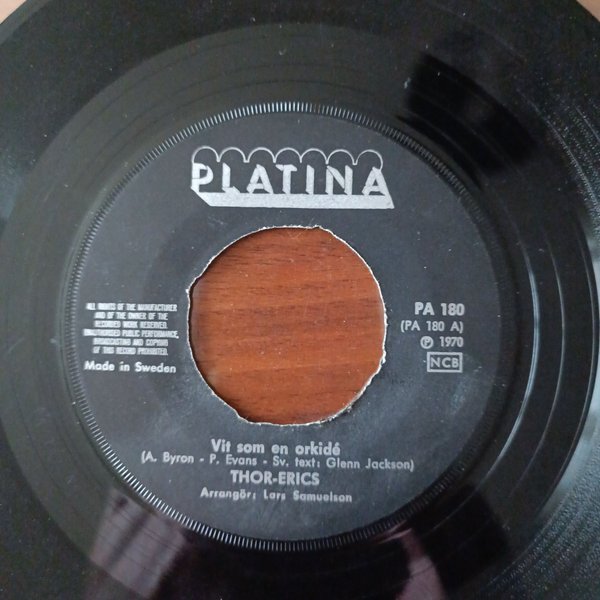 PLATINA
ALL RIGHTS OF THE MANUFACTURER
AND OF THE OWNER OF THE
RECORDED WORK RESERVED.
UNAUTHORISED PUBLIC PERFORMANCE,
BROADCASTING AND COPYING
OF THIS RECORD PROHIBITED.
Made in Sweden
PA 180
(PA 180 A)
℗ 1970
NCB
Vit som en orkidé
(A. Byron - P. Evans - Sv. text: Glenn Jackson)
THOR-ERICS
Arrangör: Lars Samuelson